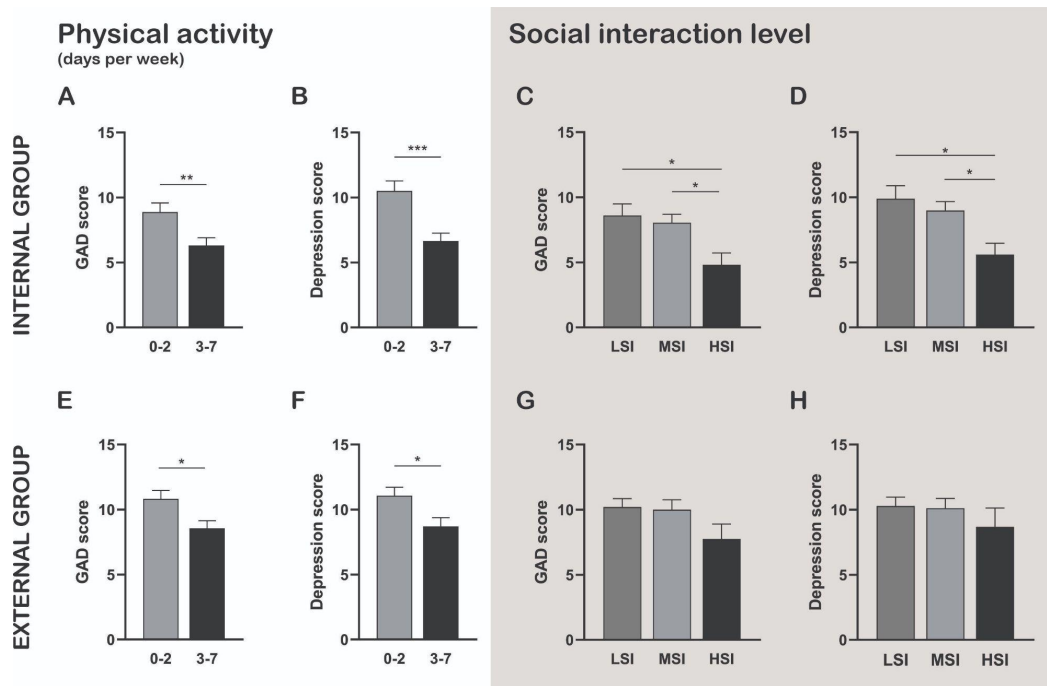 Physical activity
(days per week)
Social interaction level
INTERNAL GROUP
A
GAD score
15
10
5
0
**
0-2 3-7
B
Depression score
15
10
5
0
***
0-2 3-7
C
GAD score
15
10
5
0
*
*
LSI MSI HSI
D
Depression score
15
10
5
0
*
*
LSI MSI HSI
EXTERNAL GROUP
E
GAD score
15
10
5
0
*
0-2 3-7
F
Depression score
15
10
5
0
*
0-2 3-7
G
GAD score
15
10
5
0
LSI MSI HSI
H
Depression score
15
10
5
0
LSI MSI HSI